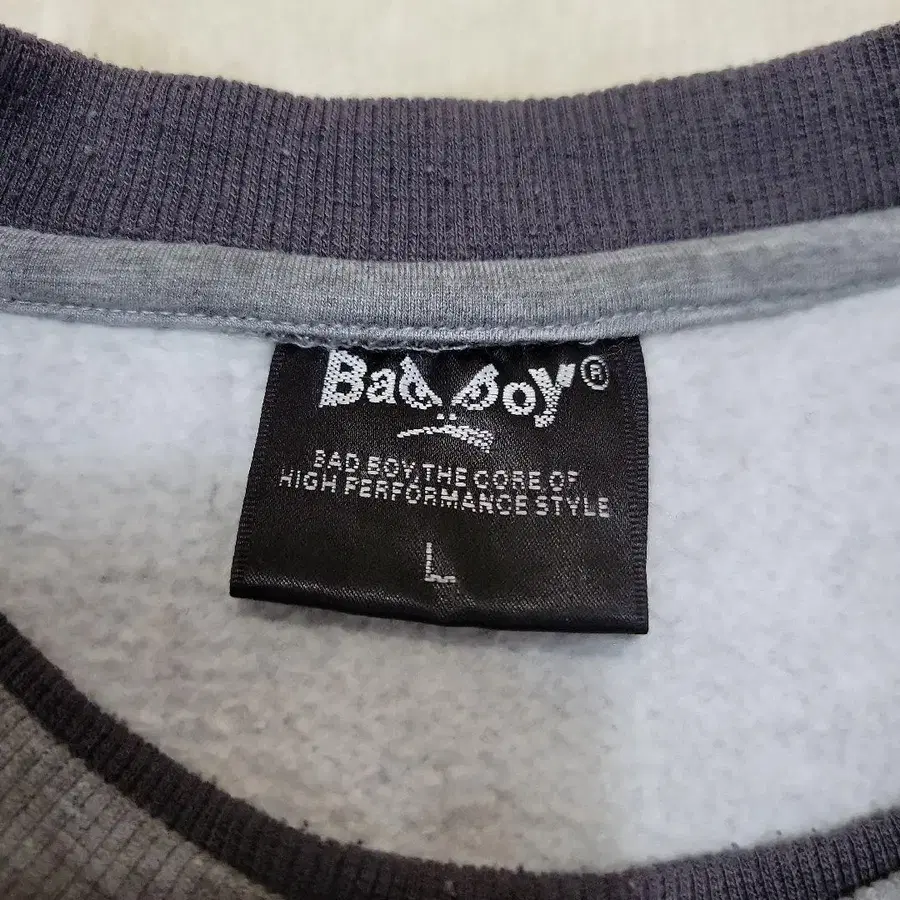 Bad Boy®
BAD BOY, THE CORE OF
HIGH PERFORMANCE STYLE
L